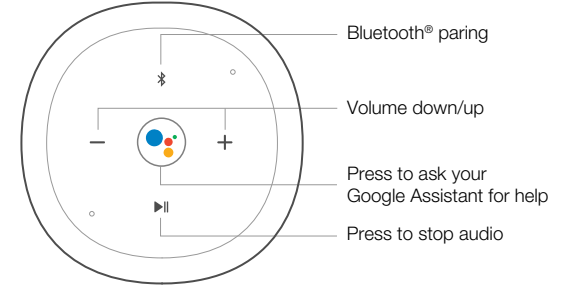 Bluetooth® paring
Volume down/up
Press to ask your
Google Assistant for help
Press to stop audio